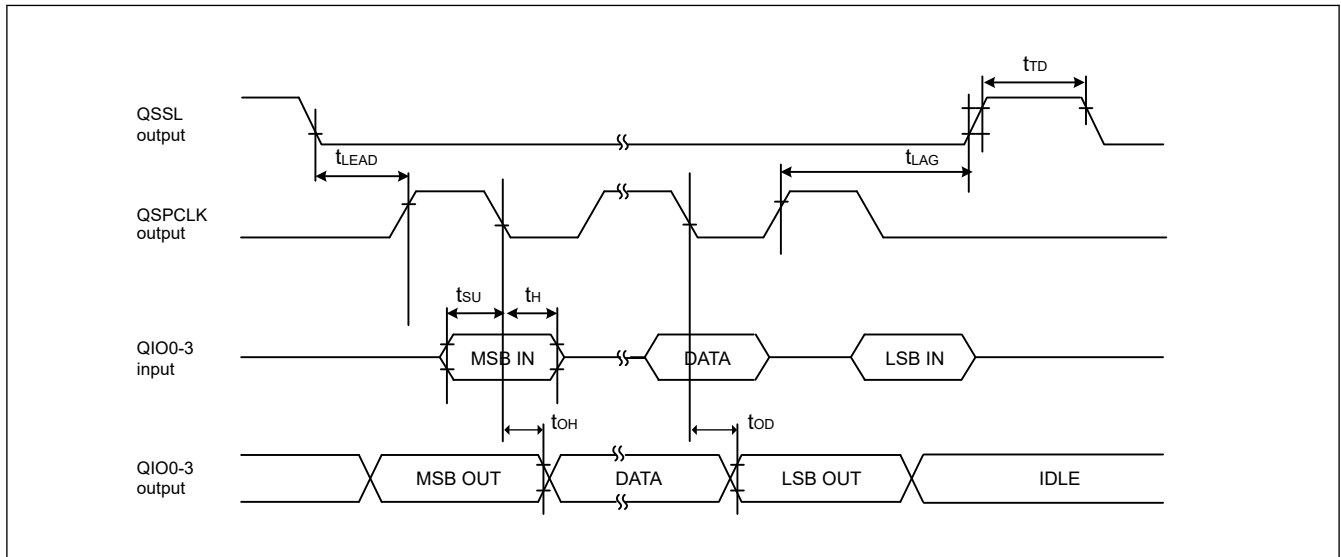 tTD
QSSL
output
tLEAD
tLAG
QSPCLK
output
tSU
tH
QIO0-3
input
MSB IN
DATA
LSB IN
tOH
tOD
QIO0-3
output
MSB OUT
DATA
LSB OUT
IDLE